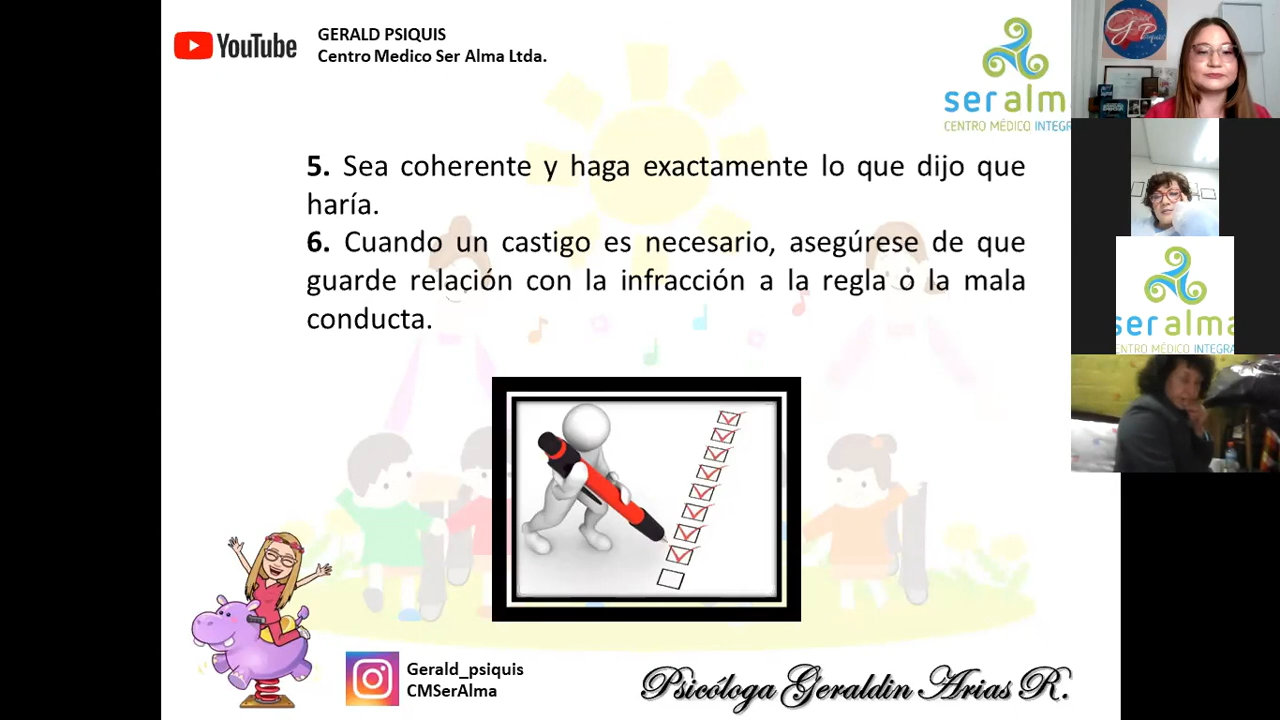 YouTube
GERALD PSIQUIS
Centro Medico Ser Alma Ltda.
ser alma
CENTRO MÉDICO INTEGR
5. Sea coherente y haga exactamente lo que dijo que
haría.
6. Cuando un castigo es necesario, asegúrese de que
guarde relación con la infracción a la regla o la mala
conducta.
Gerald_psiquis
CMSerAlma
Psicóloga Geraldin Arias R.
ser alma
ENTRO MÉDICO INTEGRA